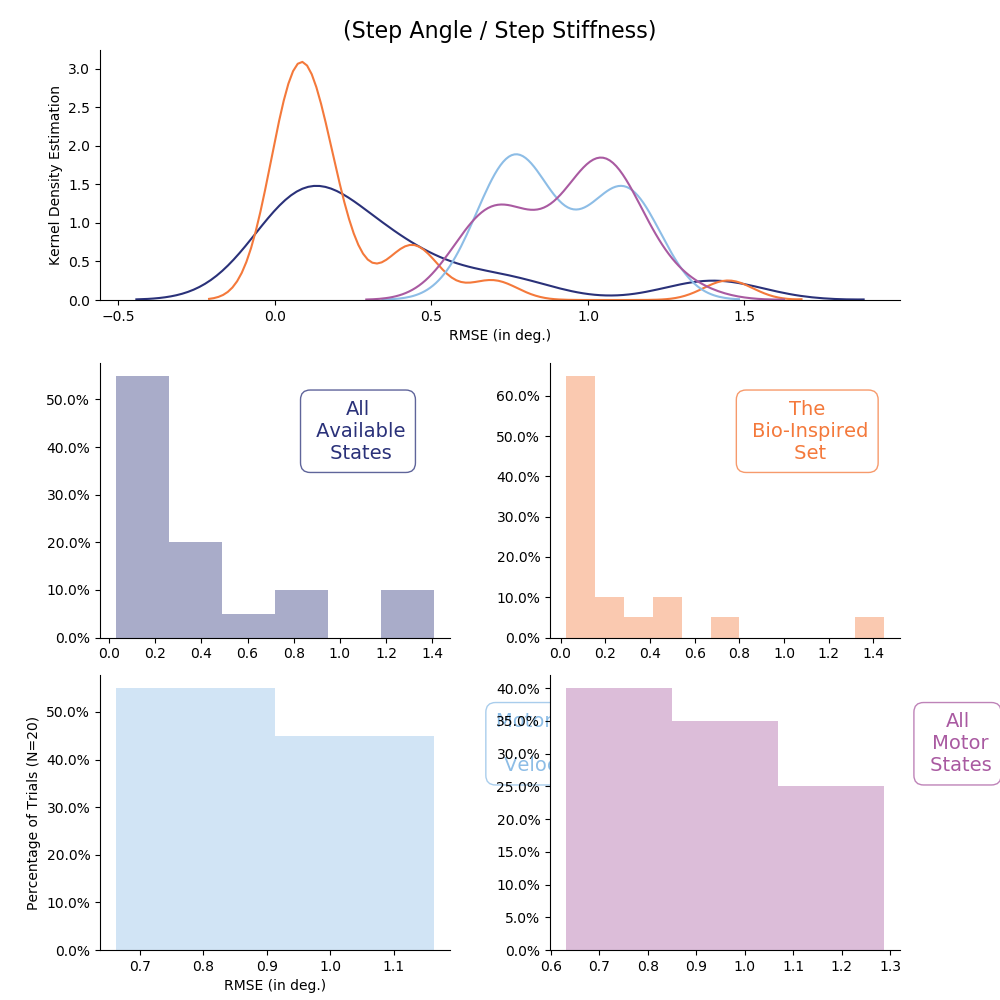 (Step Angle / Step Stiffness)
Kernel Density Estimation
3.0
2.5
2.0
1.5
1.0
0.5
0.0
−0.5 0.0 0.5 1.0 1.5
RMSE (in deg.)
50.0%
40.0%
30.0%
20.0%
10.0%
0.0%
0.0 0.2 0.4 0.6 0.8 1.0 1.2 1.4
All
Available
States
60.0%
50.0%
40.0%
30.0%
20.0%
10.0%
0.0%
0.0 0.2 0.4 0.6 0.8 1.0 1.2 1.4
The
Bio-Inspired
Set
Percentage of Trials (N=20)
50.0%
40.0%
30.0%
20.0%
10.0%
0.0%
0.7 0.8 0.9 1.0 1.1
RMSE (in deg.)
Motor
Veloc
40.0%
35.0%
30.0%
25.0%
20.0%
15.0%
10.0%
5.0%
0.0%
0.6 0.7 0.8 0.9 1.0 1.1 1.2 1.3
All
Motor
States